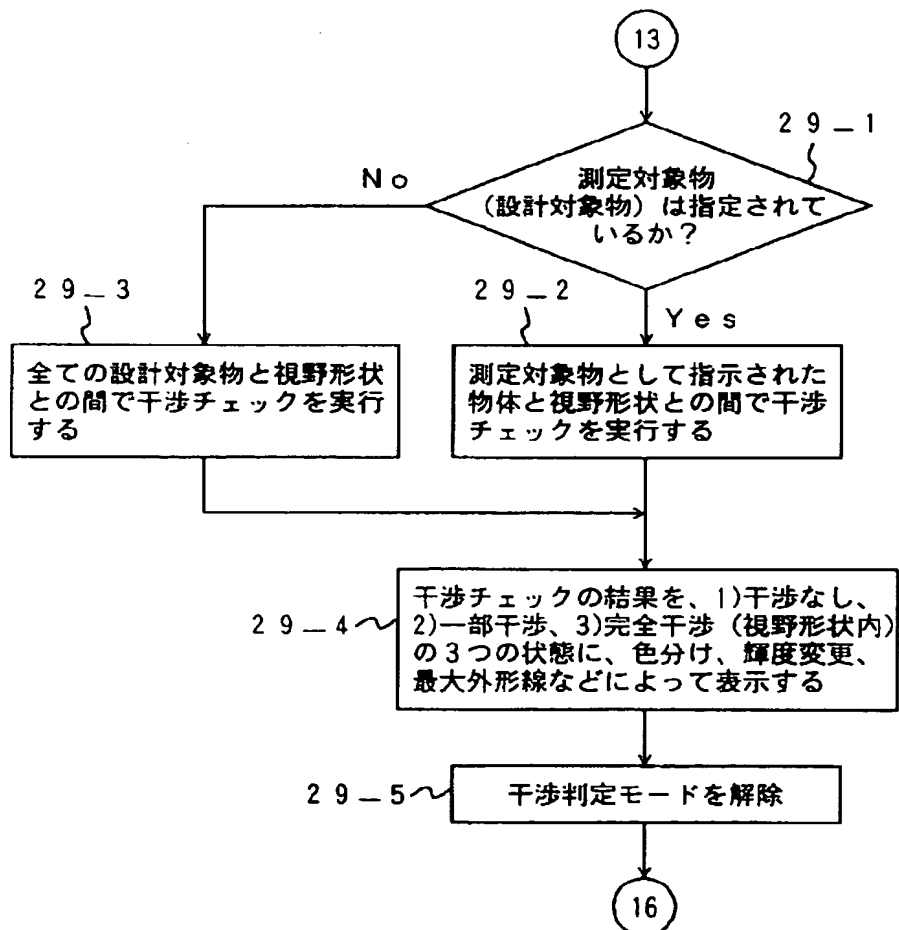 13
29_1
測定対象物
(設計対象物)は指定されて
いるか?
No
Yes
29_3
全ての設計対象物と視野形状
との間で干渉チェックを実行
する
29_2
測定対象物として指示された
物体と視野形状との間で干渉
チェックを実行する
29_4
干渉チェックの結果を、1)干渉なし、
2)一部干渉、3)完全干渉(視野形状内)
の3つの状態に、色分け、輝度変更、
最大外形線などによって表示する
29_5
干渉判定モードを解除
16